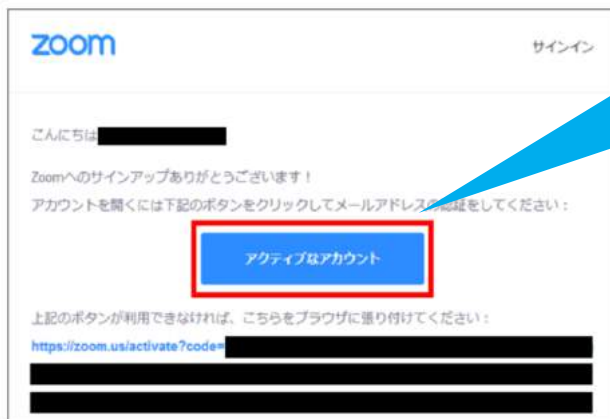 zoom
サインイン
こんにちは
Zoomへのサインアップありがとうございます！
アカウントを開くには下記のボタンをクリックしてメールアドレスの認証をしてください：
アクティブなアカウント
上記のボタンが利用できなければ、こちらをブラウザに張り付けてください：
https://zoom.us/activate?code=